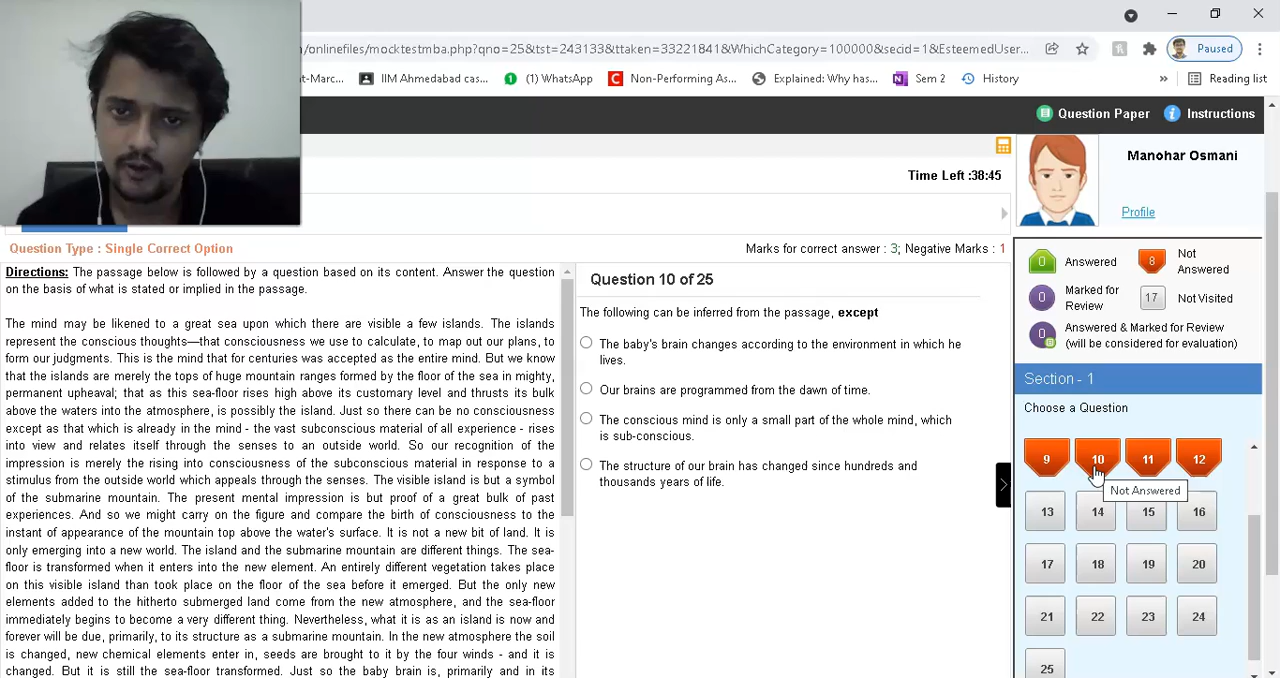 Paused
/onlinefiles/mocktestmba.php?qno=25&tst=243133&ttaken=33221841&WhichCategory=100000&secid=1&EsteemedUser...
t-Marc... IIM Ahmedabad cas... (1) WhatsApp Non-Performing As... Explained: Why has... Sem 2 History » Reading list
Question Paper Instructions
Manohar Osmani
Time Left :38:45
Profile
Question Type : Single Correct Option
Marks for correct answer : 3; Negative Marks : 1
Directions: The passage below is followed by a question based on its content. Answer the question
on the basis of what is stated or implied in the passage.
The mind may be likened to a great sea upon which there are visible a few islands. The islands
represent the conscious thoughts—that consciousness we use to calculate, to map out our plans, to
form our judgments. This is the mind that for centuries was accepted as the entire mind. But we know
that the islands are merely the tops of huge mountain ranges formed by the floor of the sea in mighty,
permanent upheaval; that as this sea-floor rises high above its customary level and thrusts its bulk
above the waters into the atmosphere, is possibly the island. Just so there can be no consciousness
except as that which is already in the mind - the vast subconscious material of all experience - rises
into view and relates itself through the senses to an outside world. So our recognition of the
impression is merely the rising into consciousness of the subconscious material in response to a
stimulus from the outside world which appeals through the senses. The visible island is but a symbol
of the submarine mountain. The present mental impression is but proof of a great bulk of past
experiences. And so we might carry on the figure and compare the birth of consciousness to the
instant of appearance of the mountain top above the water's surface. It is not a new bit of land. It is
only emerging into a new world. The island and the submarine mountain are different things. The sea-
floor is transformed when it enters into the new element. An entirely different vegetation takes place
on this visible island than took place on the floor of the sea before it emerged. But the only new
elements added to the hitherto submerged land come from the new atmosphere, and the sea-floor
immediately begins to become a very different thing. Nevertheless, what it is as an island is now and
forever will be due, primarily, to its structure as a submarine mountain. In the new atmosphere the soil
is changed, new chemical elements enter in, seeds are brought to it by the four winds - and it is
changed. But it is still the sea-floor transformed. Just so the baby brain is, primarily and in its
Question 10 of 25
The following can be inferred from the passage, except
The baby's brain changes according to the environment in which he
lives.
Our brains are programmed from the dawn of time.
The conscious mind is only a small part of the whole mind, which
is sub-conscious.
The structure of our brain has changed since hundreds and
thousands years of life.
0 Answered 8 Not
Answered
0 Marked for
Review 17 Not Visited
0 Answered & Marked for Review
(will be considered for evaluation)
Section - 1
Choose a Question
9 10 11 12
Not Answered
13 14 15 16
17 18 19 20
21 22 23 24
25